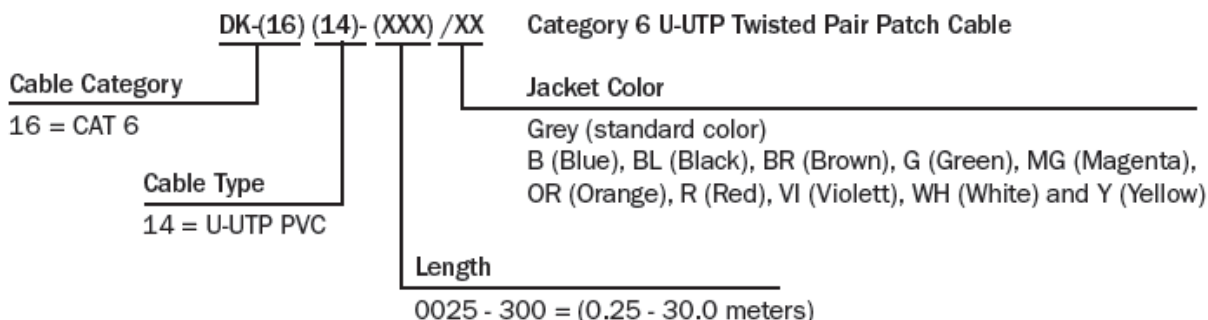 DK-(16) (14)- (XXX) /XX Category 6 U-UTP Twisted Pair Patch Cable
Cable Category
16 = CAT 6
Jacket Color
Grey (standard color)
B (Blue), BL (Black), BR (Brown), G (Green), MG (Magenta),
OR (Orange), R (Red), VI (Violett), WH (White) and Y (Yellow)
Cable Type
14 = U-UTP PVC
Length
0025 - 300 = (0.25 - 30.0 meters)